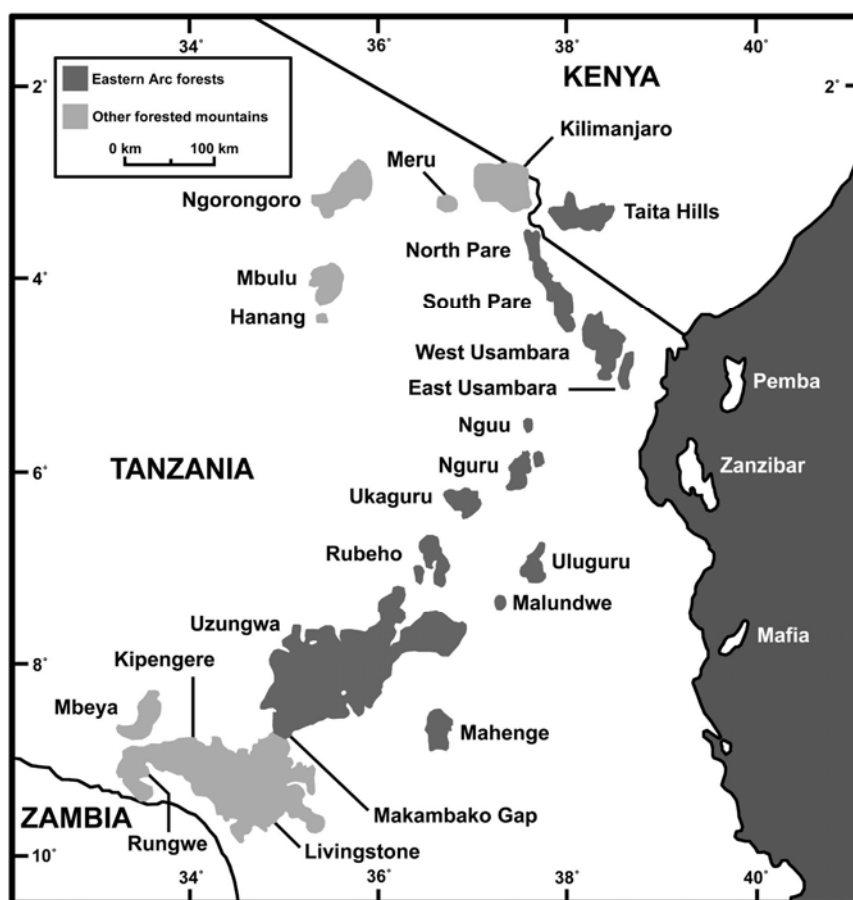 34˚
36˚
38˚
40˚
Eastern Arc forests
Other forested mountains
0 km
100 km
KENYA
2˚
2˚
Kilimanjaro
Meru
Ngorongoro
Taita Hills
North Pare
4˚
Mbulu
South Pare
Hanang
West Usambara
East Usambara
Pemba
Nguu
TANZANIA
6˚
Nguru
Zanzibar
Ukaguru
Rubeho
Uluguru
Malundwe
Uzungwa
Mafia
Kipengere
8˚
Mbeya
Mahenge
ZAMBIA
Makambako Gap
Rungwe
Livingstone
10˚
34˚
36˚
38˚
40˚